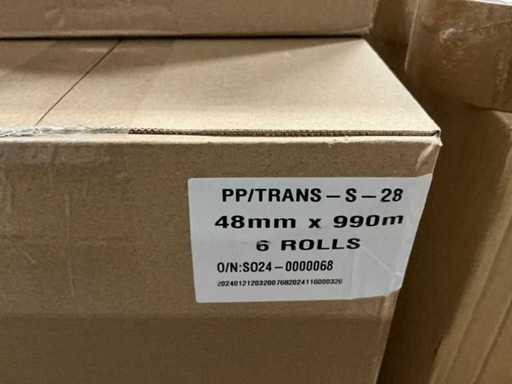 PP/TRANS-S-28
48mm x 990m
6 ROLLS
O/N:SO24-0000068